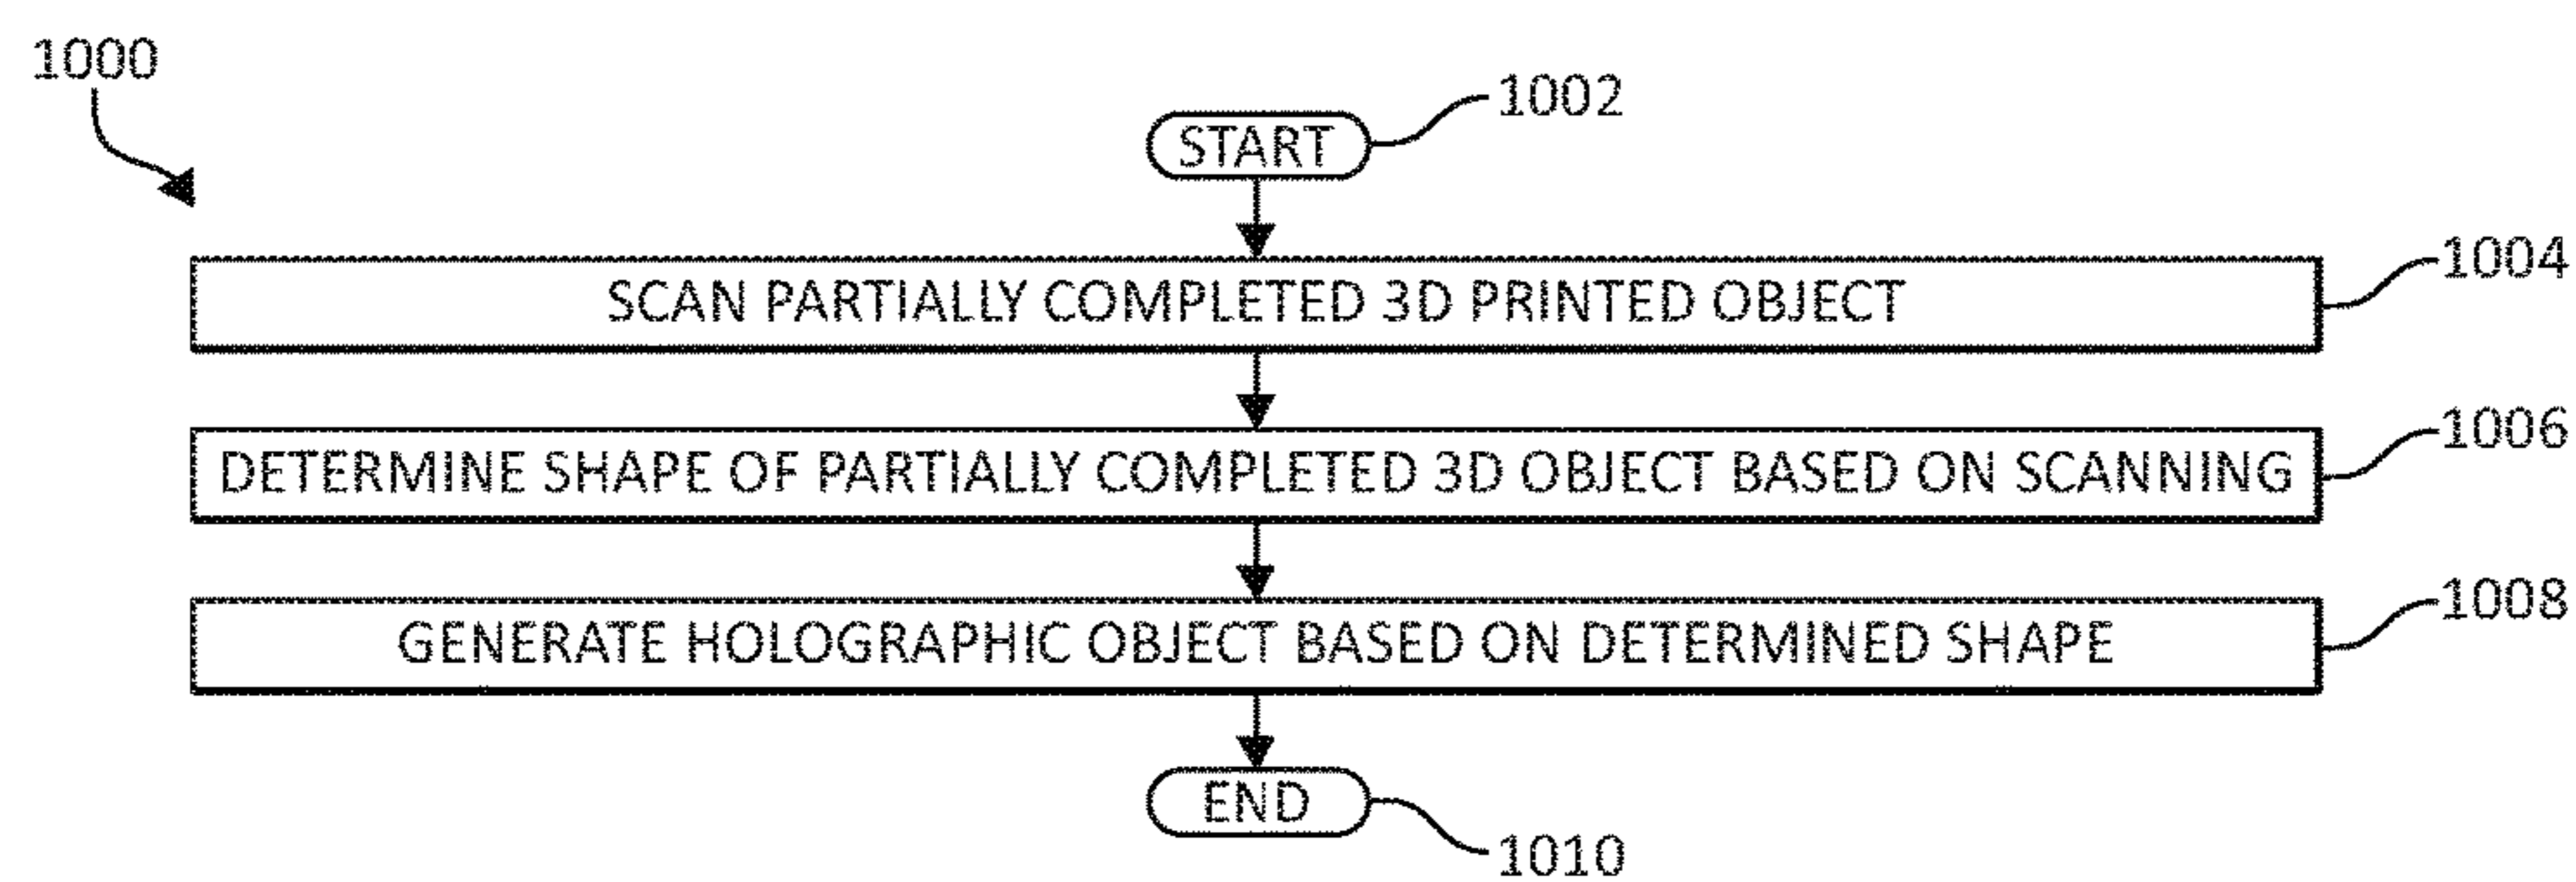 1000
START
1002
SCAN PARTIALLY COMPLETED 3D PRINTED OBJECT
1004
DETERMINE SHAPE OF PARTIALLY COMPLETED 3D OBJECT BASED ON SCANNING
1006
GENERATE HOLOGRAPHIC OBJECT BASED ON DETERMINED SHAPE
1008
END
1010